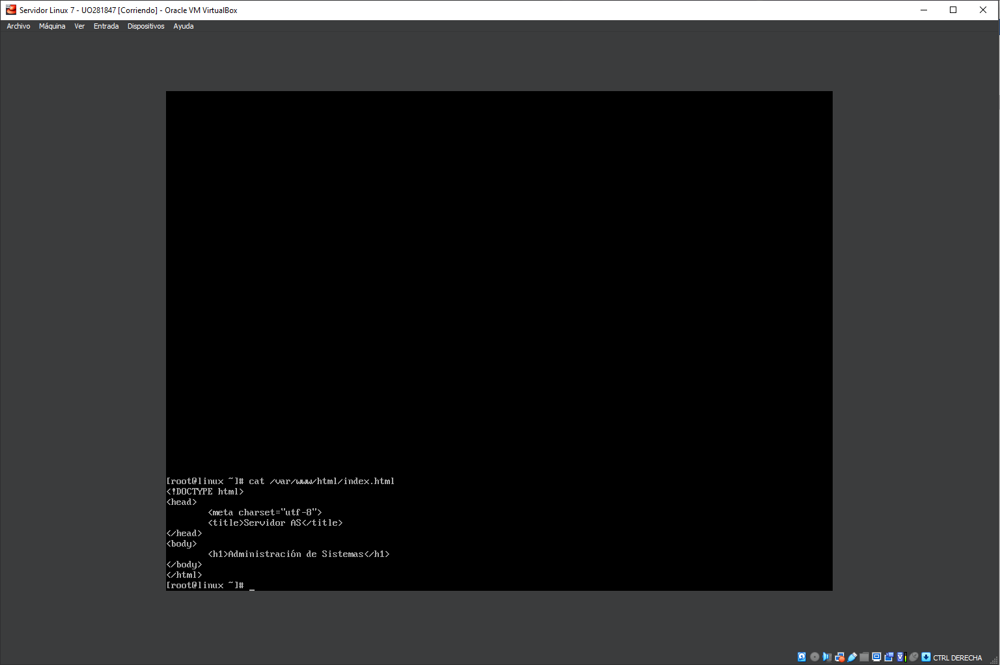 Servidor Linux 7 - UO281847 [Corriendo] - Oracle VM VirtualBox
Archivo Máquina Ver Entrada Dispositivos Ayuda
[root@linux ~]# cat /var/www/html/index.html
<!DOCTYPE html>
<head>
        <meta charset="utf-8">
        <title>Servidor AS</title>
</head>
<body>
        <h1>Administración de Sistemas</h1>
</body>
</html>
[root@linux ~]# _
CTRL DERECHA